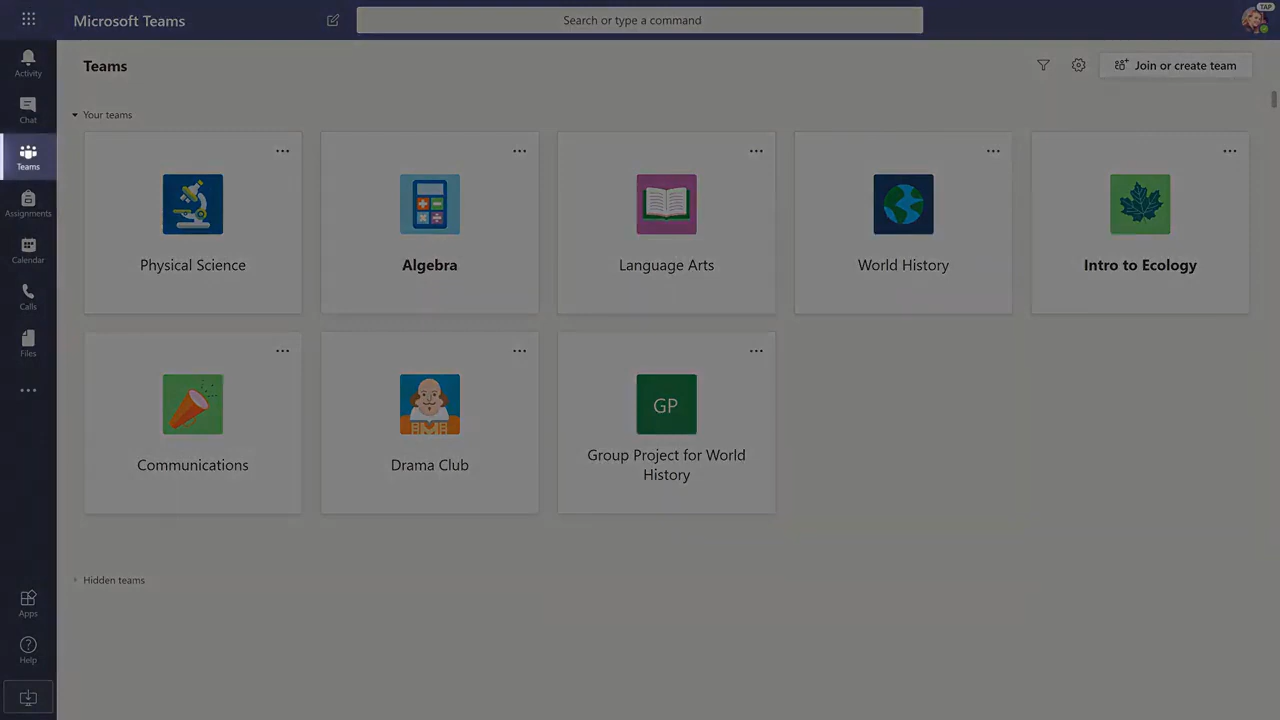 Microsoft Teams
Search or type a command
TAP
Activity
Chat
Teams
Assignments
Calendar
Calls
Files
Apps
Help
Teams
Join or create team
Your teams
Physical Science
Algebra
Language Arts
World History
Intro to Ecology
Communications
Drama Club
GP
Group Project for World
History
Hidden teams